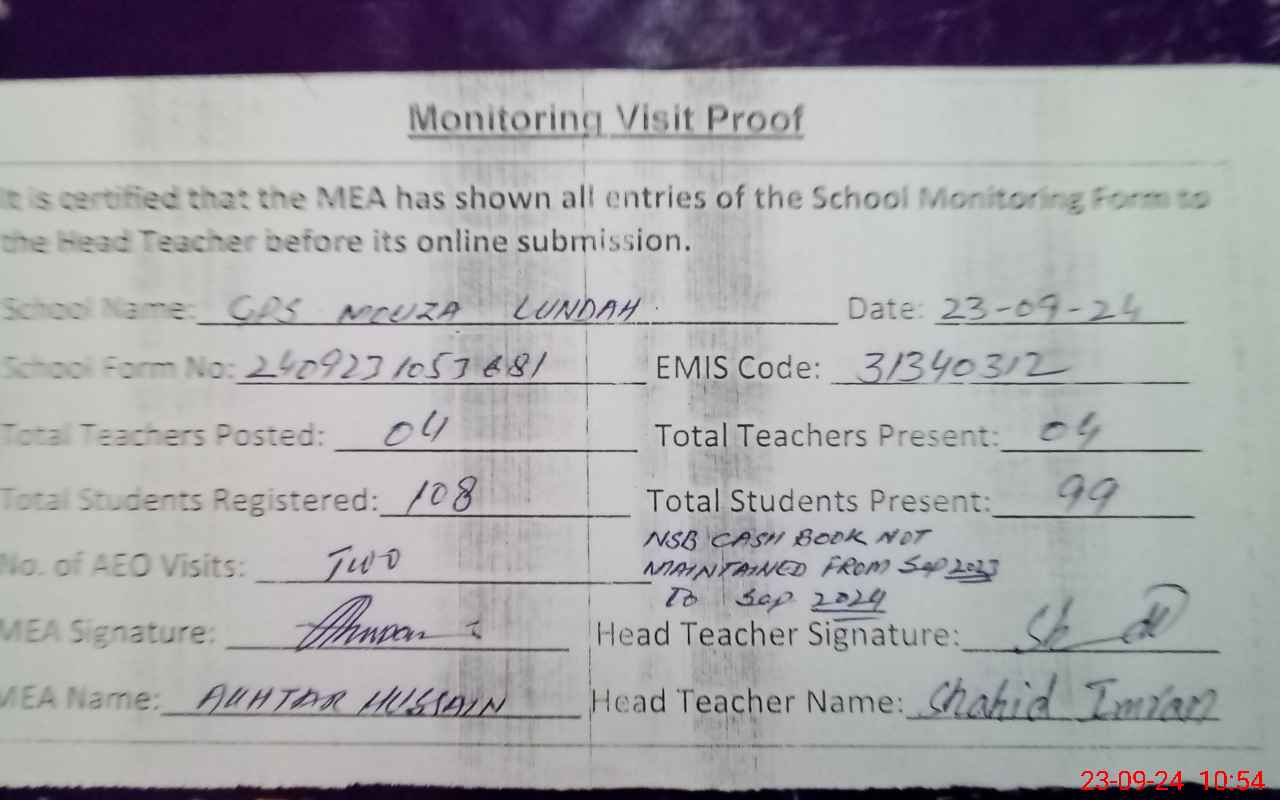 Monitoring Visit Proof
It is certified that the MEA has shown all entries of the School Monitoring Form to
the Head Teacher before its online submission.
School Name: GPS MOUZA LUNDAH Date: 23-09-24
School Form No: 2409231053681 EMIS Code: 31340312
Total Teachers Posted: 04 Total Teachers Present: 04
Total Students Registered: 108 Total Students Present: 99
No. of AEO Visits: TWO
NSB CASH BOOK NOT
MAINTAINED FROM Sep 2023
To Sep 2024
MEA Signature: Head Teacher Signature:
MEA Name: AKHTAR HUSSAIN Head Teacher Name: Shahid Imran
23-09-24 10:54